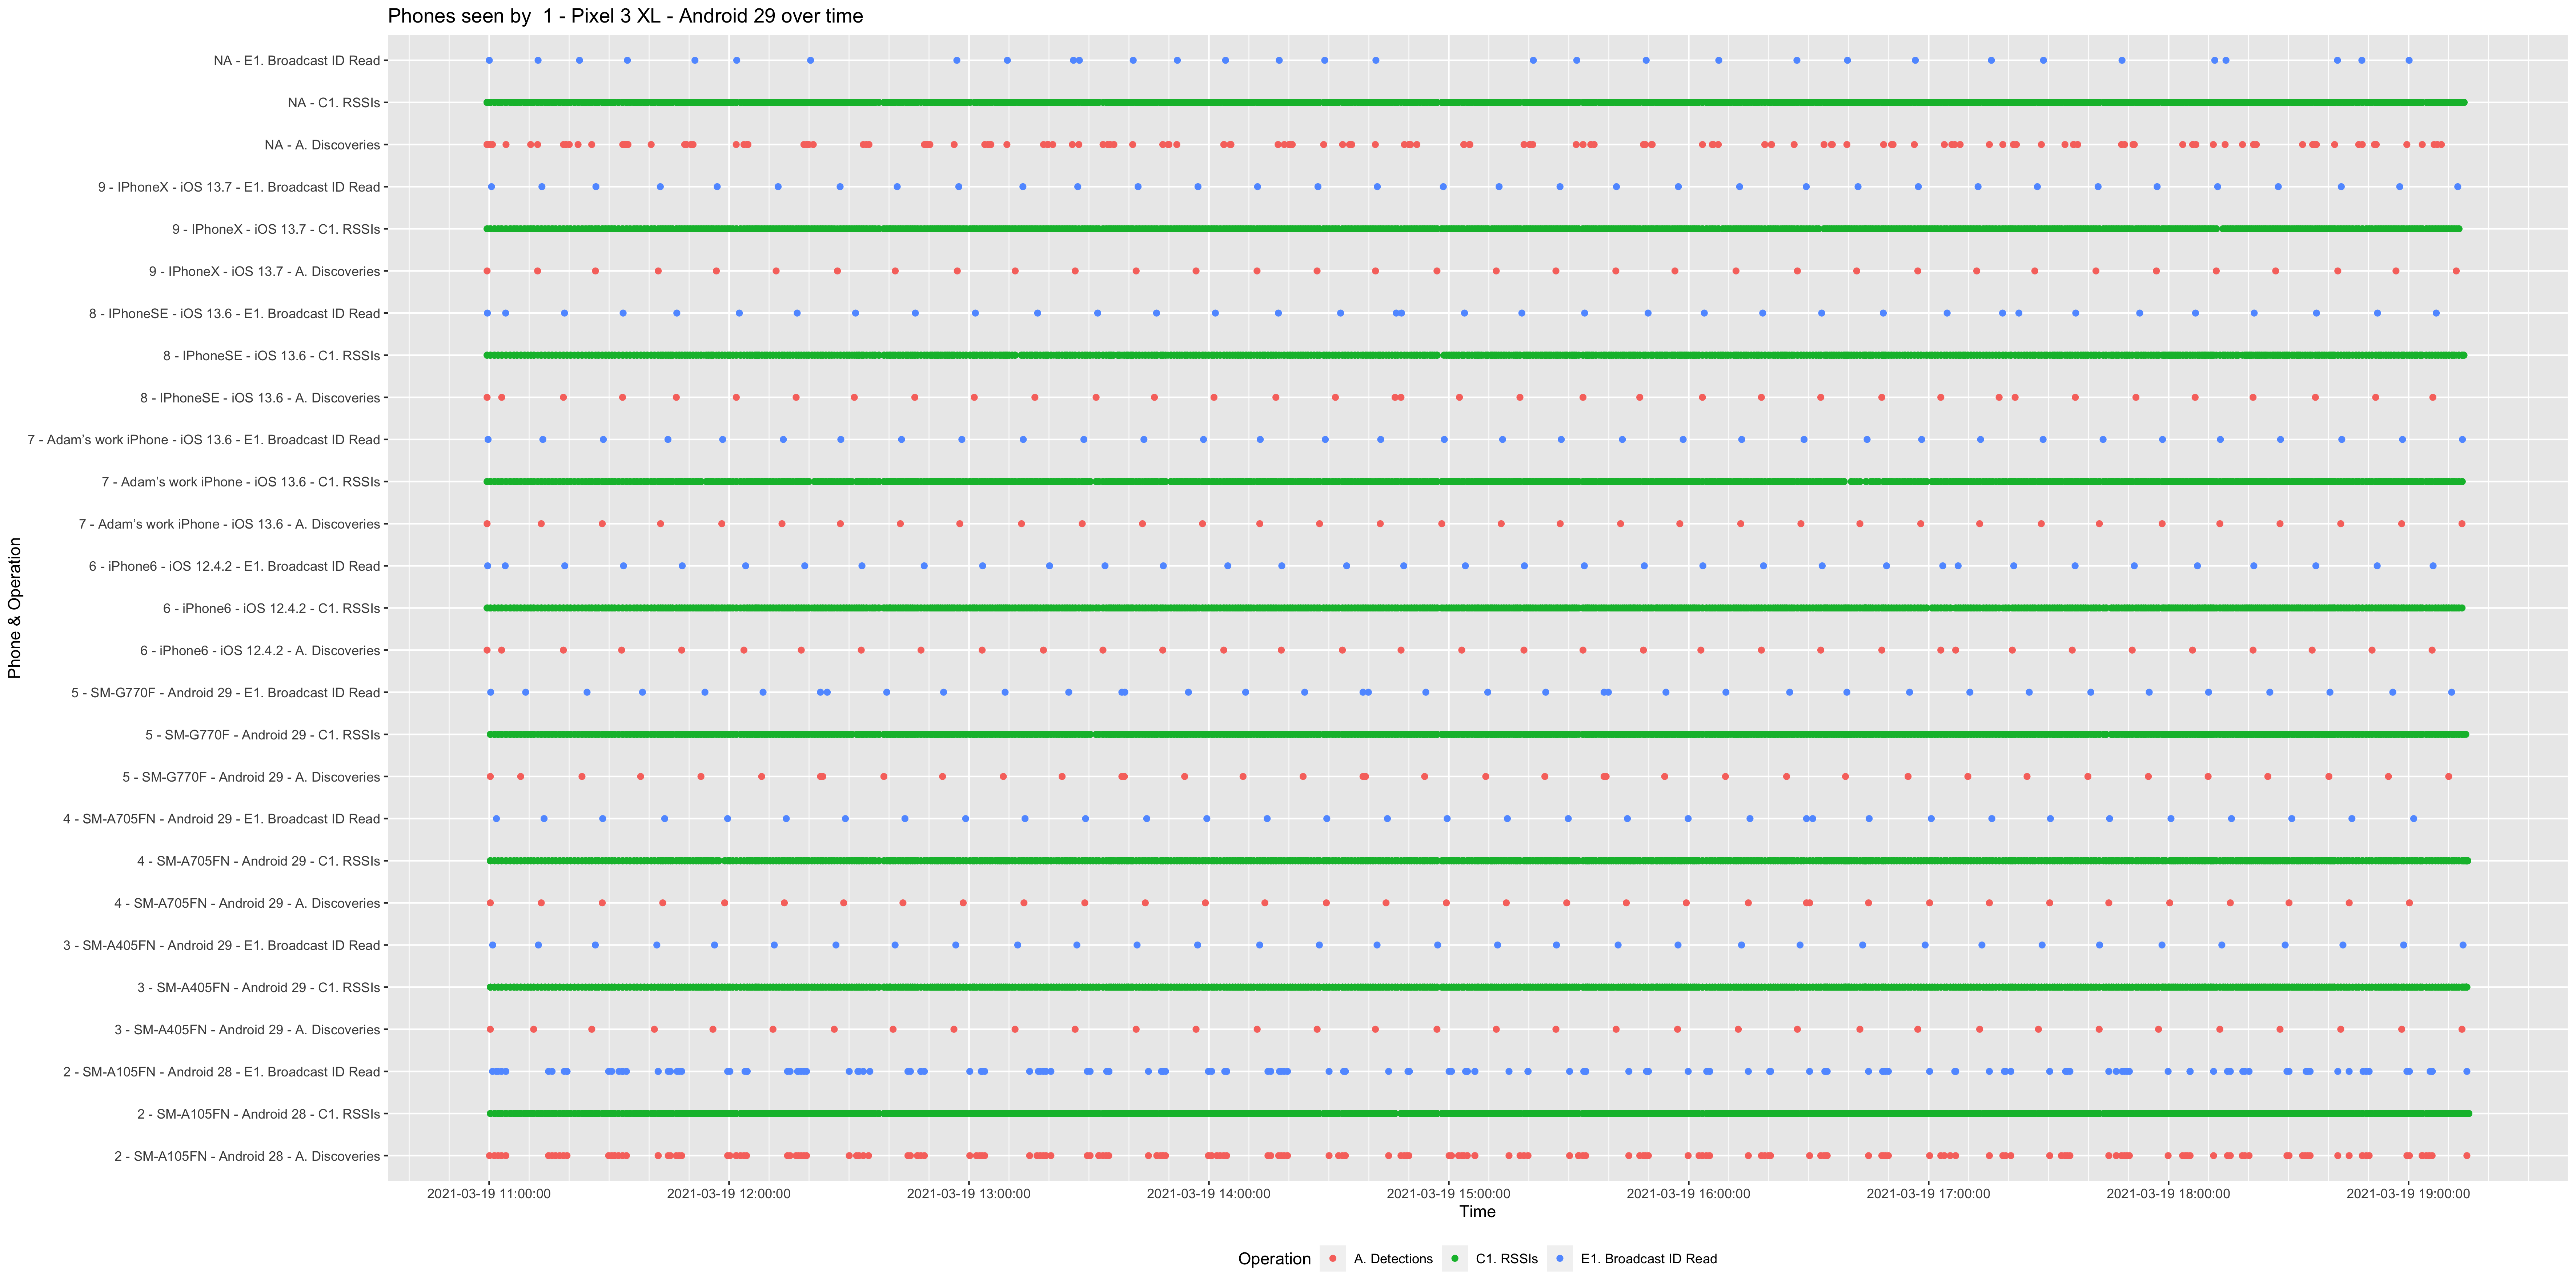 Phones seen by  1 - Pixel 3 XL - Android 29 over time
NA - E1. Broadcast ID Read
NA - C1. RSSIs
NA - A. Discoveries
9 - IPhoneX - iOS 13.7 - E1. Broadcast ID Read
9 - IPhoneX - iOS 13.7 - C1. RSSIs
9 - IPhoneX - iOS 13.7 - A. Discoveries
8 - IPhoneSE - iOS 13.6 - E1. Broadcast ID Read
8 - IPhoneSE - iOS 13.6 - C1. RSSIs
8 - IPhoneSE - iOS 13.6 - A. Discoveries
7 - Adam's work iPhone - iOS 13.6 - E1. Broadcast ID Read
7 - Adam's work iPhone - iOS 13.6 - C1. RSSIs
7 - Adam's work iPhone - iOS 13.6 - A. Discoveries
6 - iPhone6 - iOS 12.4.2 - E1. Broadcast ID Read
6 - iPhone6 - iOS 12.4.2 - C1. RSSIs
6 - iPhone6 - iOS 12.4.2 - A. Discoveries
5 - SM-G770F - Android 29 - E1. Broadcast ID Read
5 - SM-G770F - Android 29 - C1. RSSIs
5 - SM-G770F - Android 29 - A. Discoveries
4 - SM-A705FN - Android 29 - E1. Broadcast ID Read
4 - SM-A705FN - Android 29 - C1. RSSIs
4 - SM-A705FN - Android 29 - A. Discoveries
3 - SM-A405FN - Android 29 - E1. Broadcast ID Read
3 - SM-A405FN - Android 29 - C1. RSSIs
3 - SM-A405FN - Android 29 - A. Discoveries
2 - SM-A105FN - Android 28 - E1. Broadcast ID Read
2 - SM-A105FN - Android 28 - C1. RSSIs
2 - SM-A105FN - Android 28 - A. Discoveries
Phone & Operation
2021-03-19 11:00:00 2021-03-19 12:00:00 2021-03-19 13:00:00 2021-03-19 14:00:00 2021-03-19 15:00:00 2021-03-19 16:00:00 2021-03-19 17:00:00 2021-03-19 18:00:00 2021-03-19 19:00:00
Time
Operation A. Detections C1. RSSIs E1. Broadcast ID Read